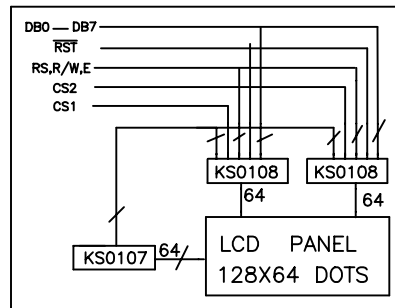 DB0—DB7
RST
RS,R/W,E
CS2
CS1
KS0108 KS0108
64 64
KS0107 64
LCD PANEL
128X64 DOTS